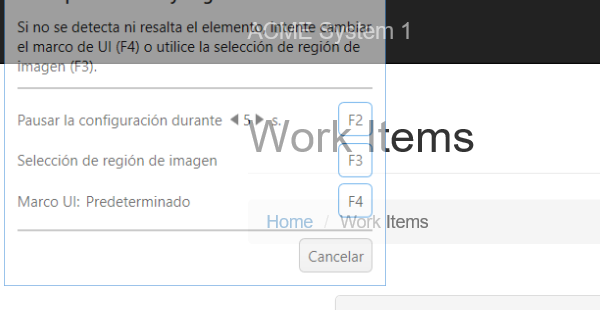 Si no se detecta ni resalta el elemento, intente cambiar
el marco de UI (F4) o utilice la selección de región de
imagen (F3).
ACME System 1
Pausar la configuración durante 5 s. F2
Work Items
Selección de región de imagen F3
Marco UI: Predeterminado F4
Home / Work Items
Cancelar